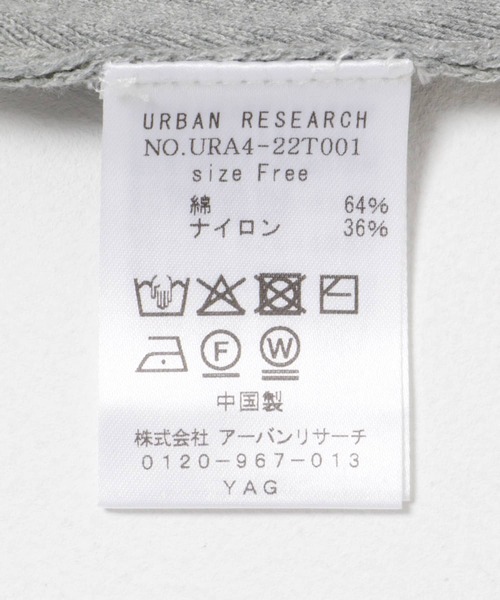 URBAN RESEARCH
NO.URA4-22T001
size Free
綿 64%
ナイロン 36%
F W
中国製
株式会社 アーバンリサーチ
0120-967-013
YAG